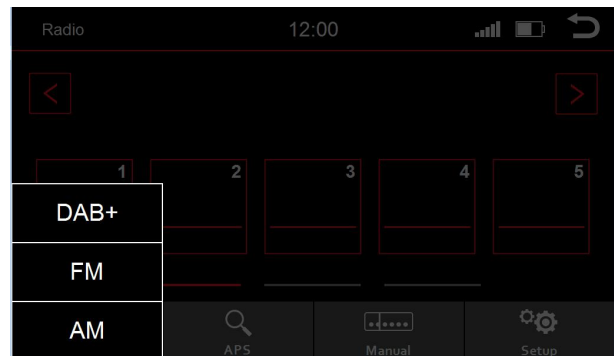 Radio 12:00
1 2 3 4 5
DAB+
FM
AM
APS Manual Setup